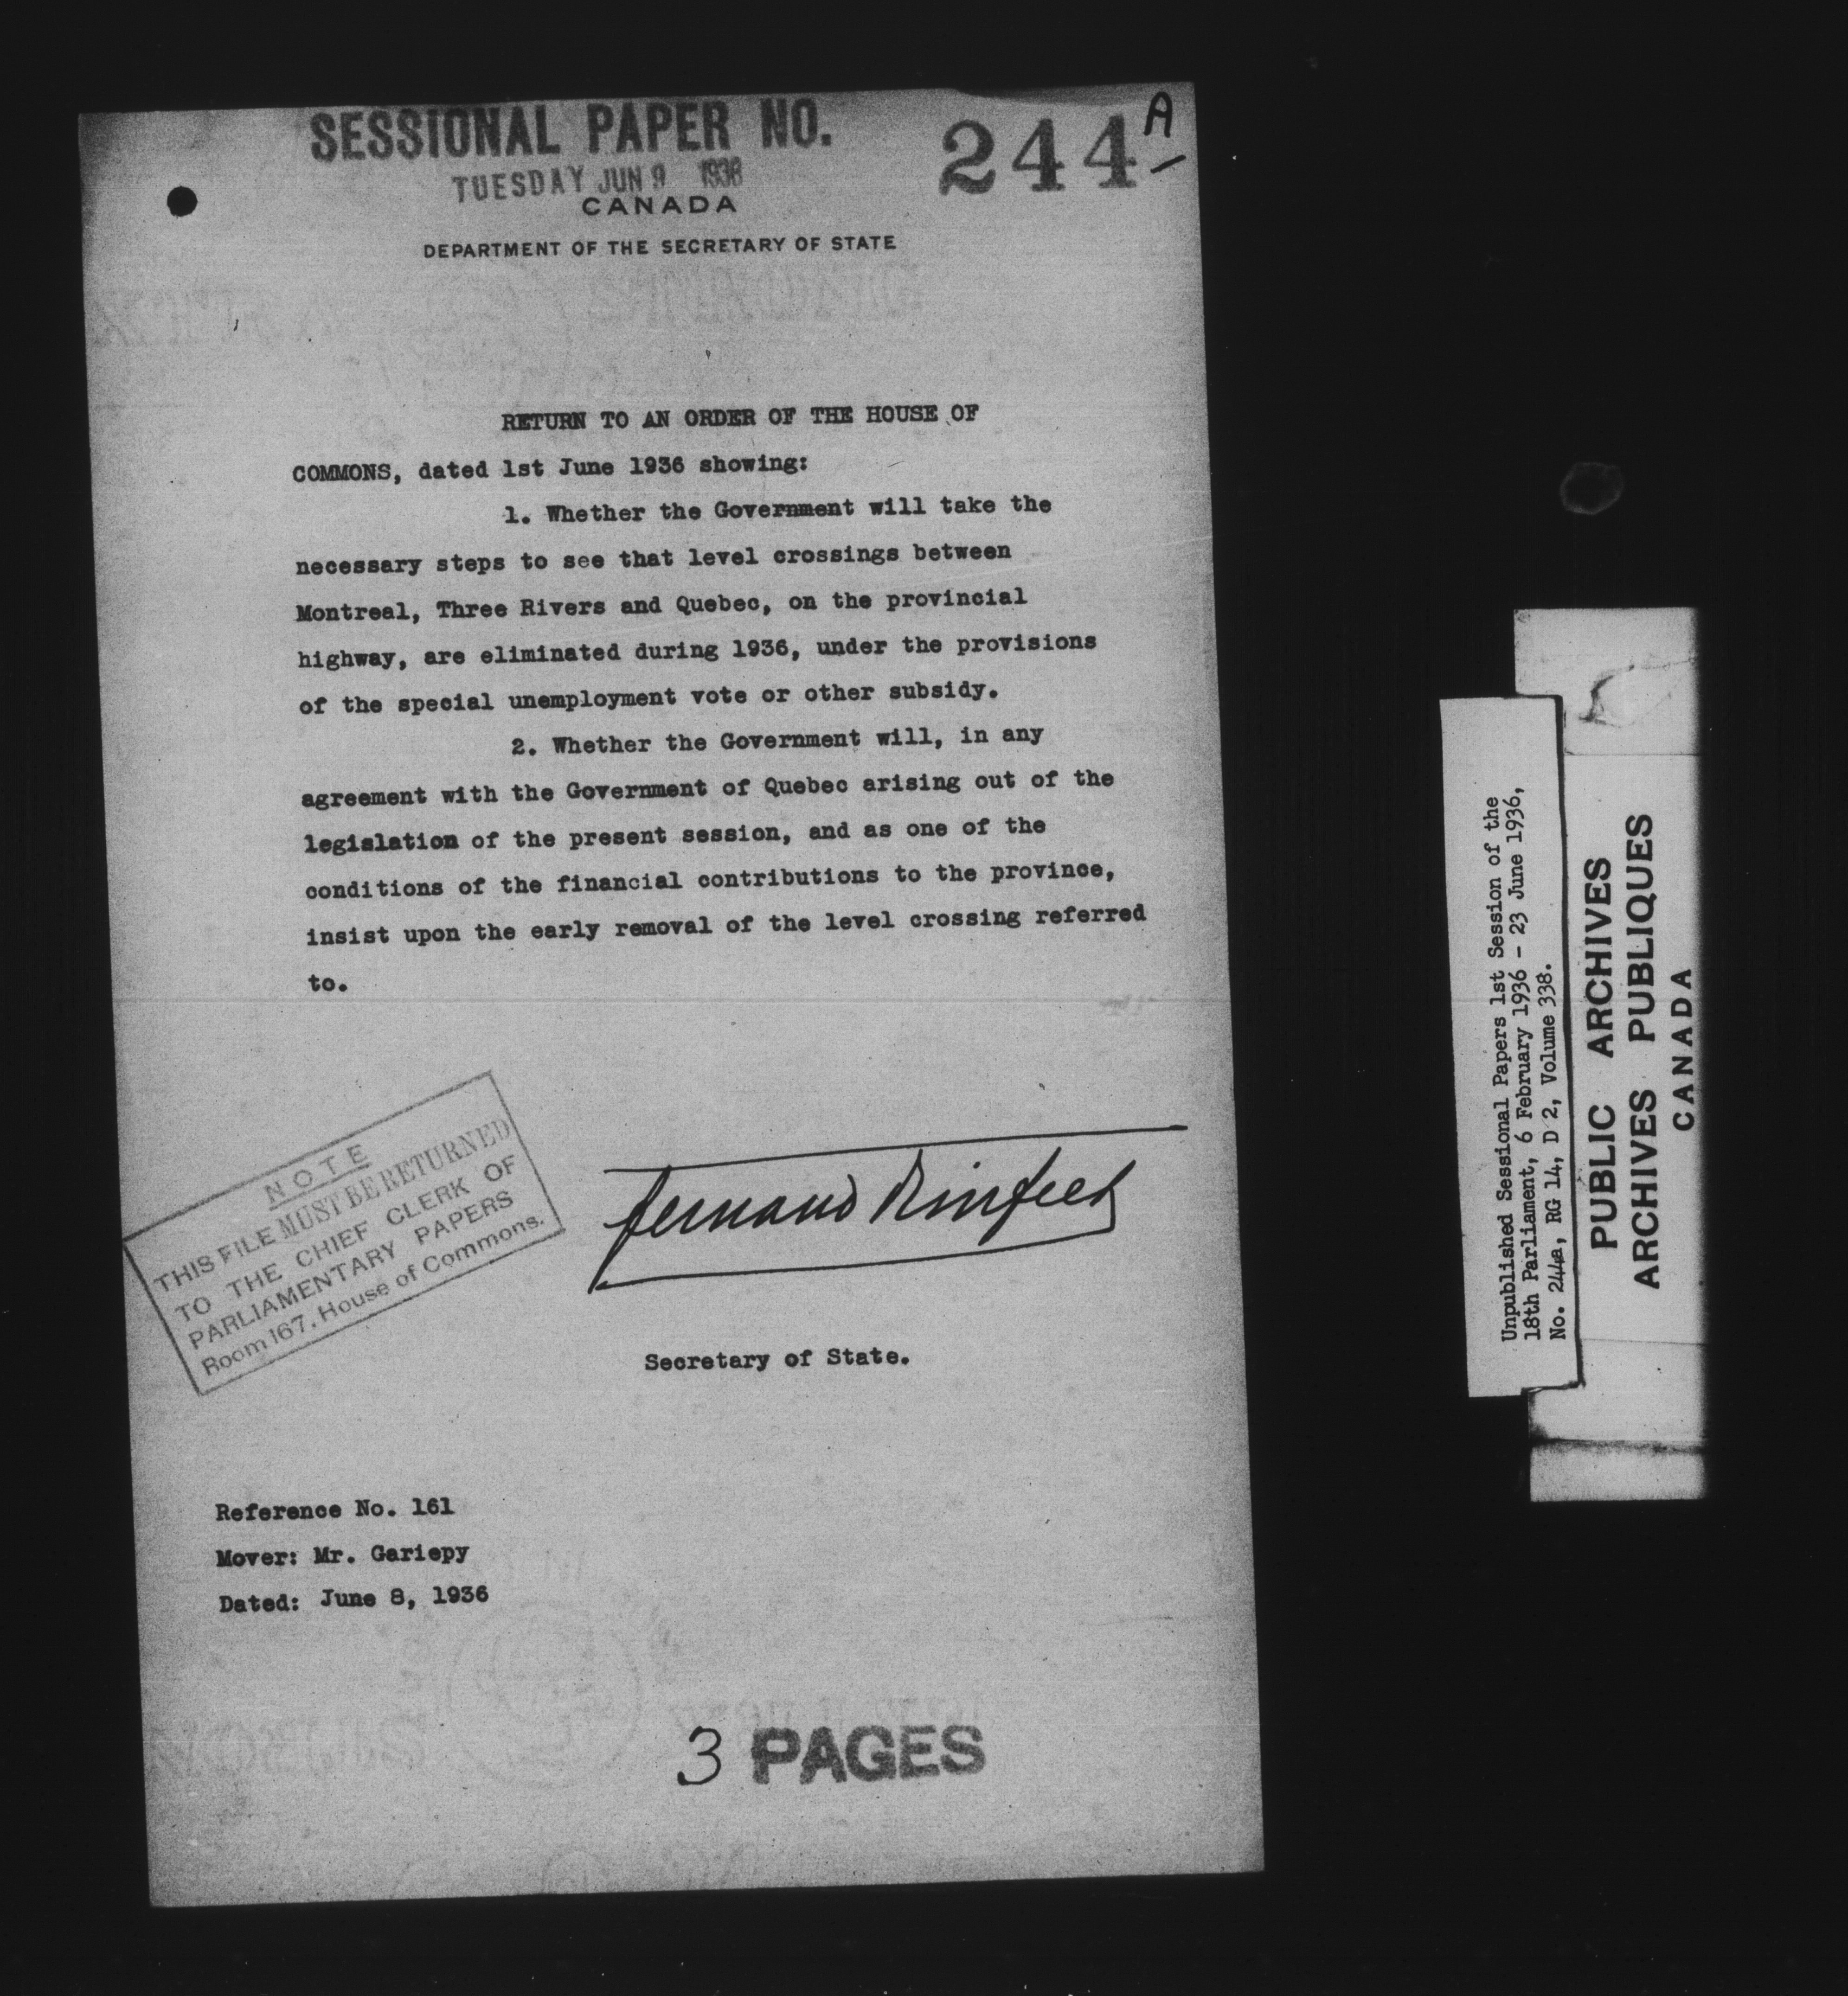 SESSIONAL PAPER NO. 244A
TUESDAY JUN 9 1936
CANADA
DEPARTMENT OF THE SECRETARY OF STATE
RETURN TO AN ORDER OF THE HOUSE OF
COMMONS, dated 1st June 1936 showing:
1. Whether the Government will take the
necessary steps to see that level crossings between
Montreal, Three Rivers and Quebec, on the provincial
highway, are eliminated during 1936, under the provisions
of the special unemployment vote or other subsidy.
2. Whether the Government will, in any
agreement with the Government of Quebec arising out of the
legislation of the present session, and as one of the
conditions of the financial contributions to the province,
insist upon the early removal of the level crossing referred
to.
NOTE
THIS FILE MUST BE RETURNED
TO THE CHIEF CLERK OF
PARLIAMENTARY PAPERS
Room 167, House of Commons.
Fernand Rinfret
Secretary of State.
Reference No. 161
Mover: Mr. Gariepy
Dated: June 8, 1936
3 PAGES
Unpublished Sessional Papers 1st Session of the
18th Parliament, 6 February 1936 - 23 June 1936,
No. 244a, RG 14, D 2, Volume 338.
PUBLIC ARCHIVES
ARCHIVES PUBLIQUES
CANADA